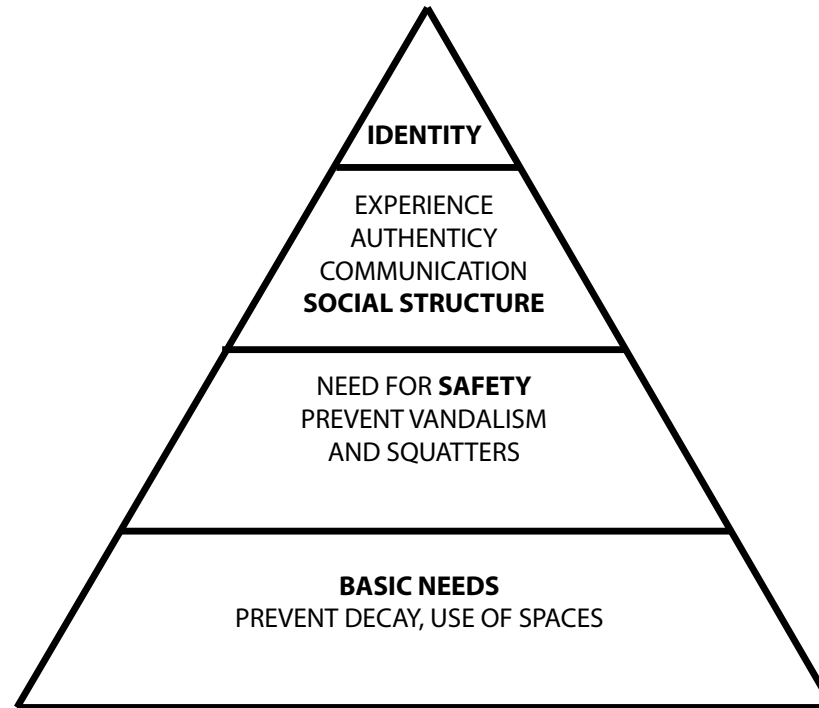 IDENTITY
EXPERIENCE
AUTHENTICY
COMMUNICATION
SOCIAL STRUCTURE
NEED FOR SAFETY
PREVENT VANDALISM
AND SQUATTERS
BASIC NEEDS
PREVENT DECAY, USE OF SPACES